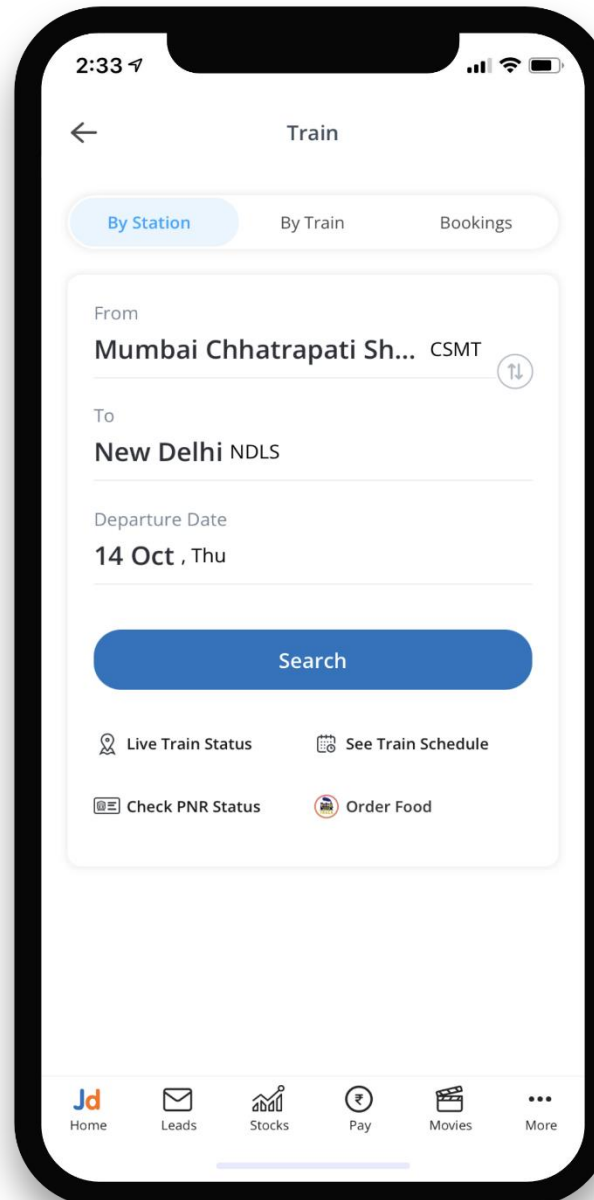 2:33
Train
By Station By Train Bookings
From
Mumbai Chhatrapati Sh... CSMT
To
New Delhi NDLS
Departure Date
14 Oct , Thu
Search
Live Train Status See Train Schedule
Check PNR Status Order Food
Jd
Home Leads Stocks Pay Movies More